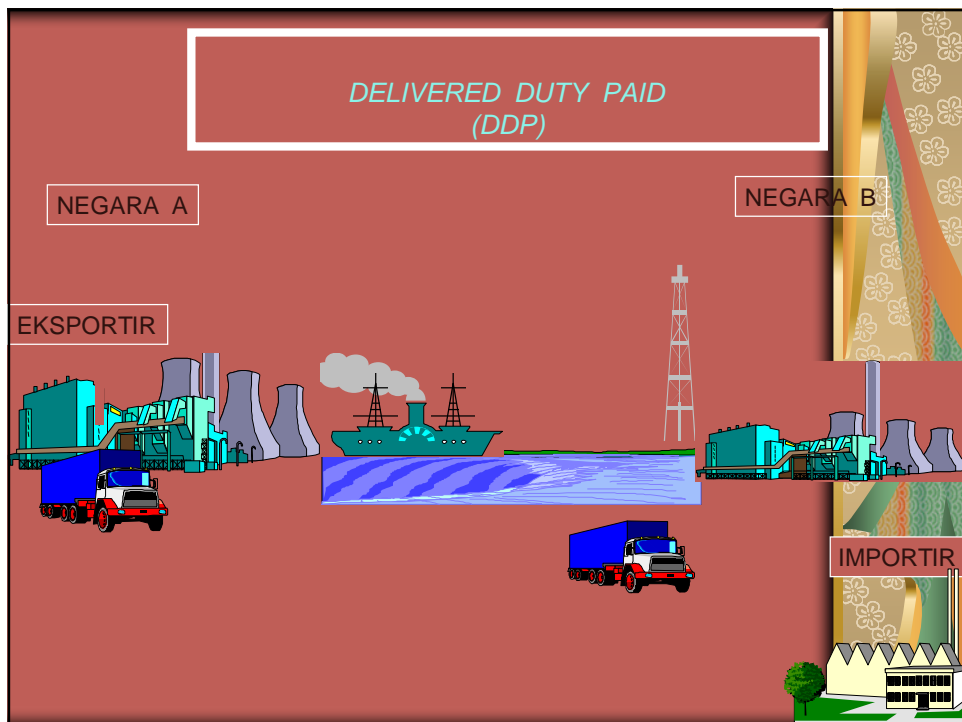 DELIVERED DUTY PAID
(DDP)
NEGARA A
NEGARA B
EKSPORTIR
IMPORTIR